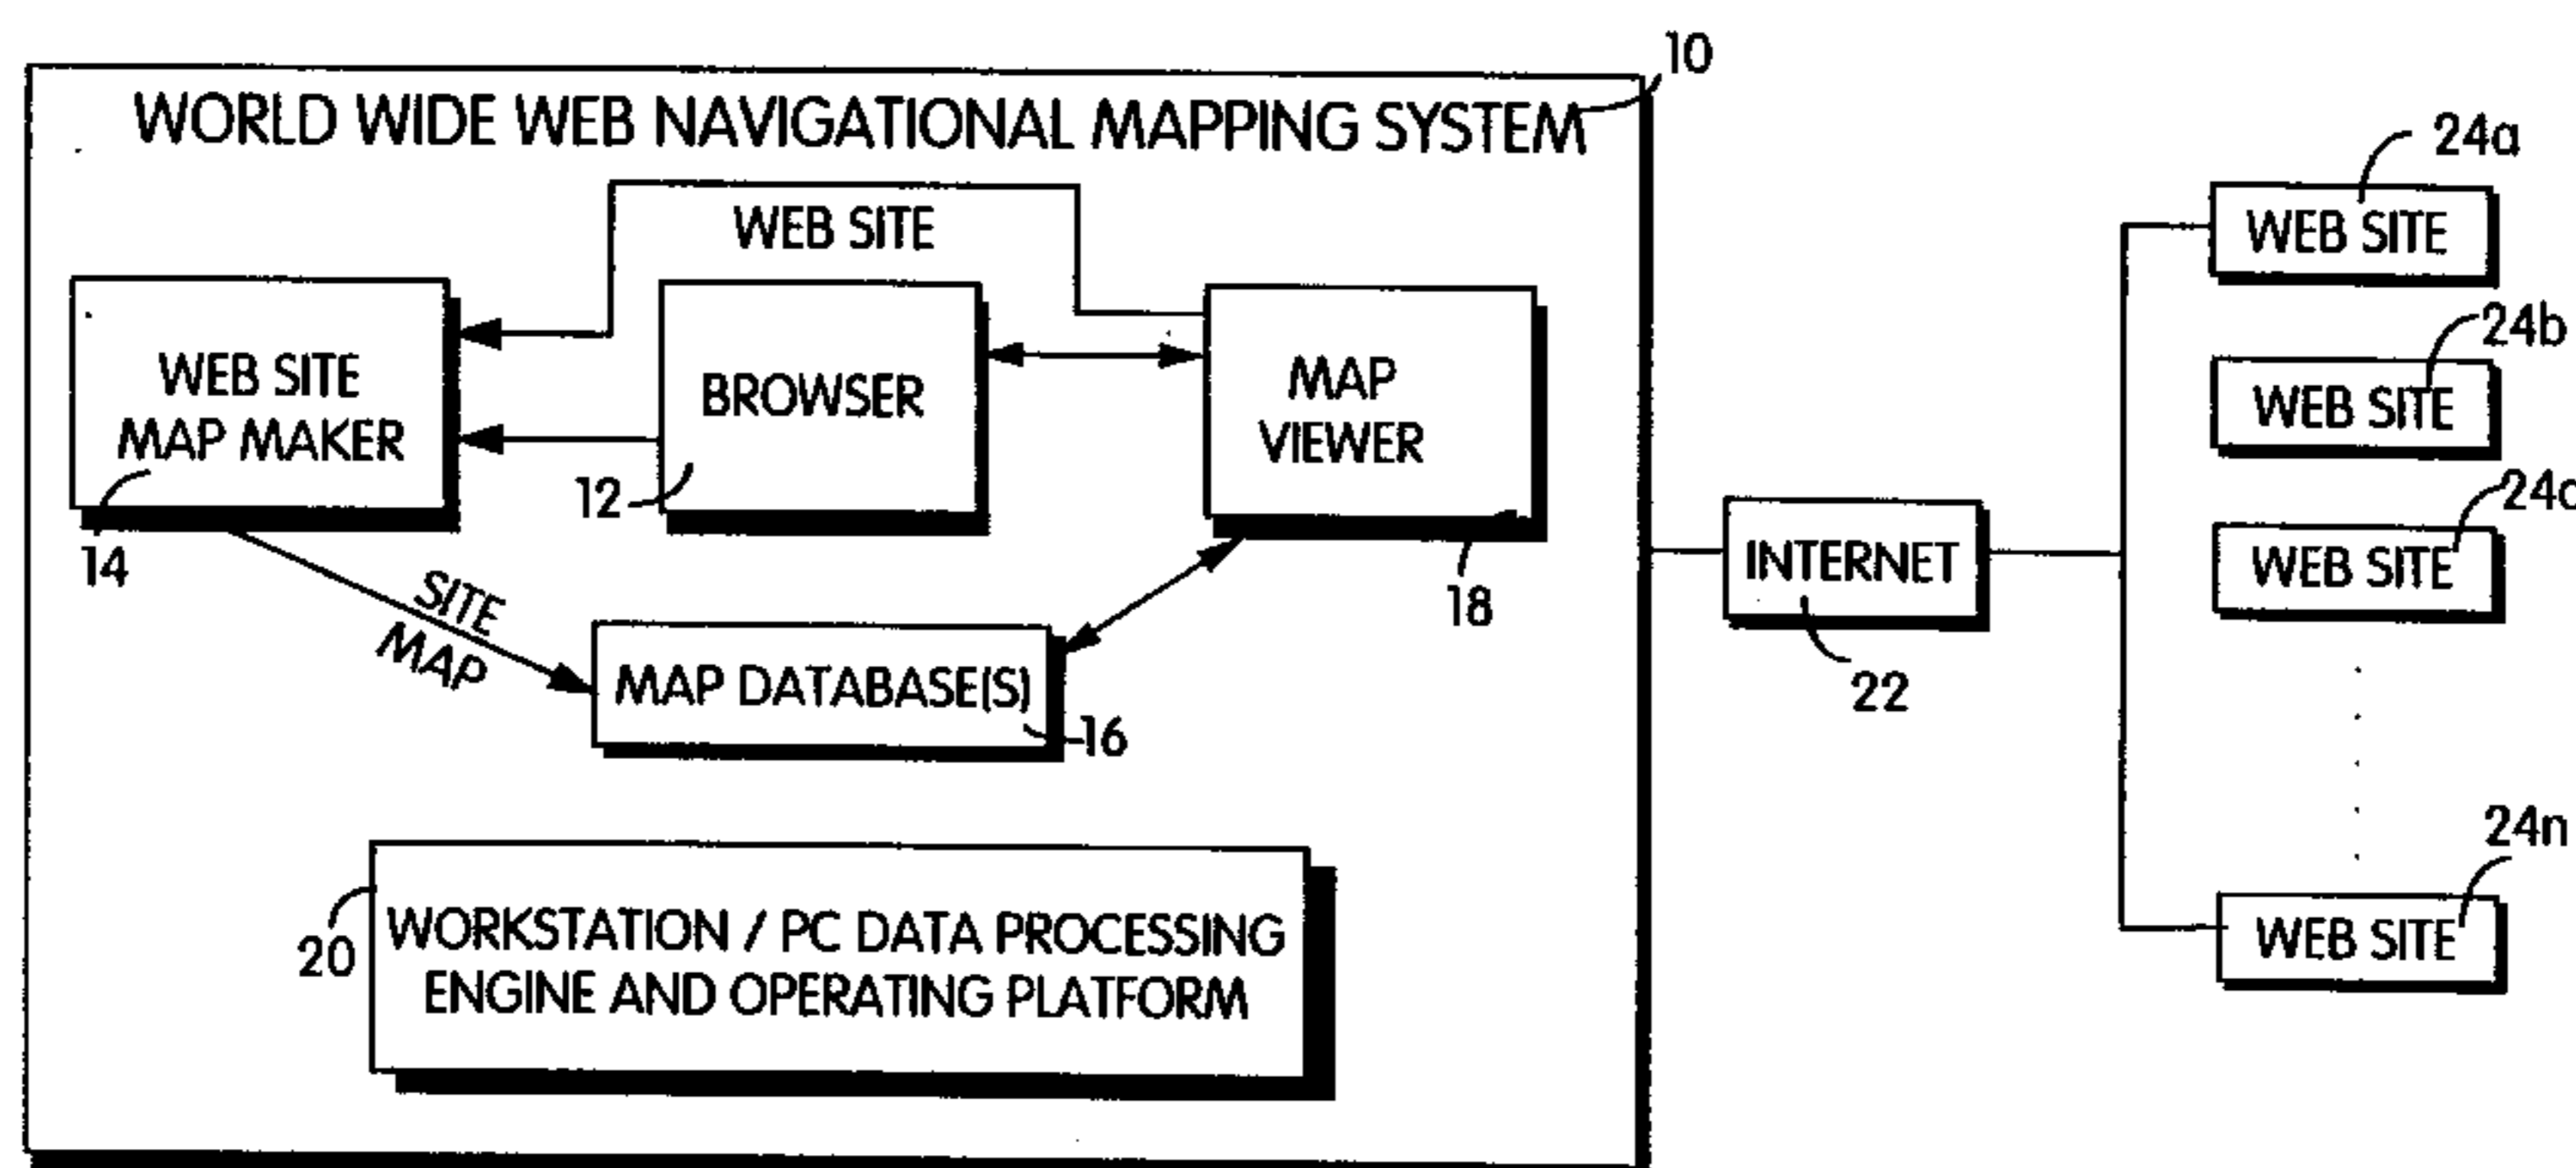 10
WORLD WIDE WEB NAVIGATIONAL MAPPING SYSTEM
WEB SITE
WEB SITE
MAP MAKER
14
BROWSER
12
MAP
VIEWER
18
SITE
MAP
MAP DATABASE(S)
16
20
WORKSTATION / PC DATA PROCESSING
ENGINE AND OPERATING PLATFORM
INTERNET
22
24a
WEB SITE
24b
WEB SITE
24c
WEB SITE
24n
WEB SITE